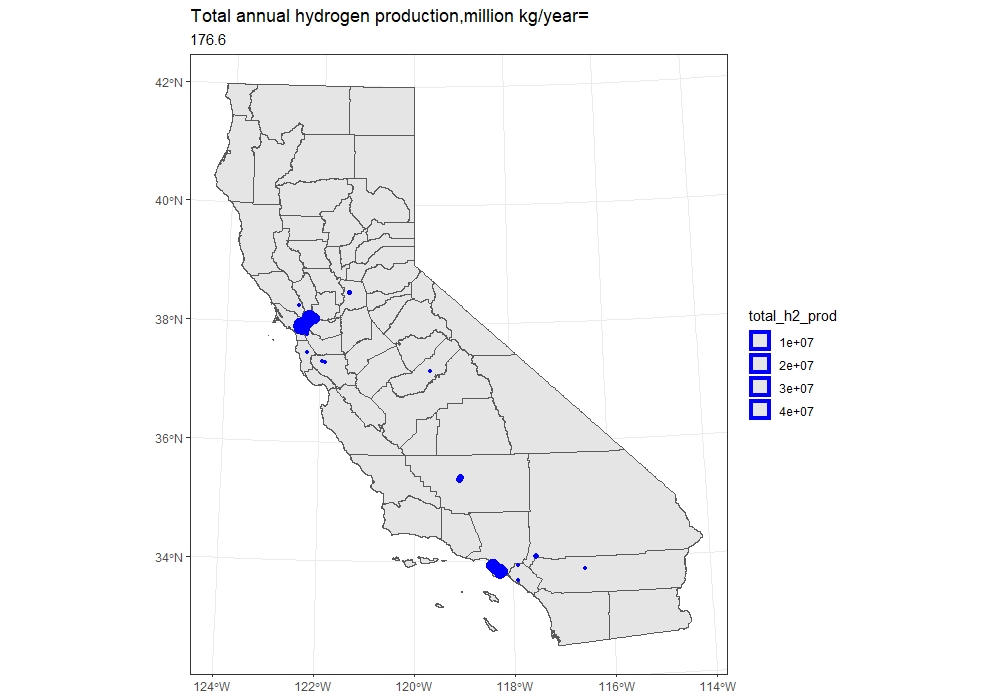 Total annual hydrogen production,million kg/year=
176.6
42°N
40°N
38°N
36°N
34°N
124°W
122°W
120°W
118°W
116°W
114°W
total_h2_prod
1e+07
2e+07
3e+07
4e+07